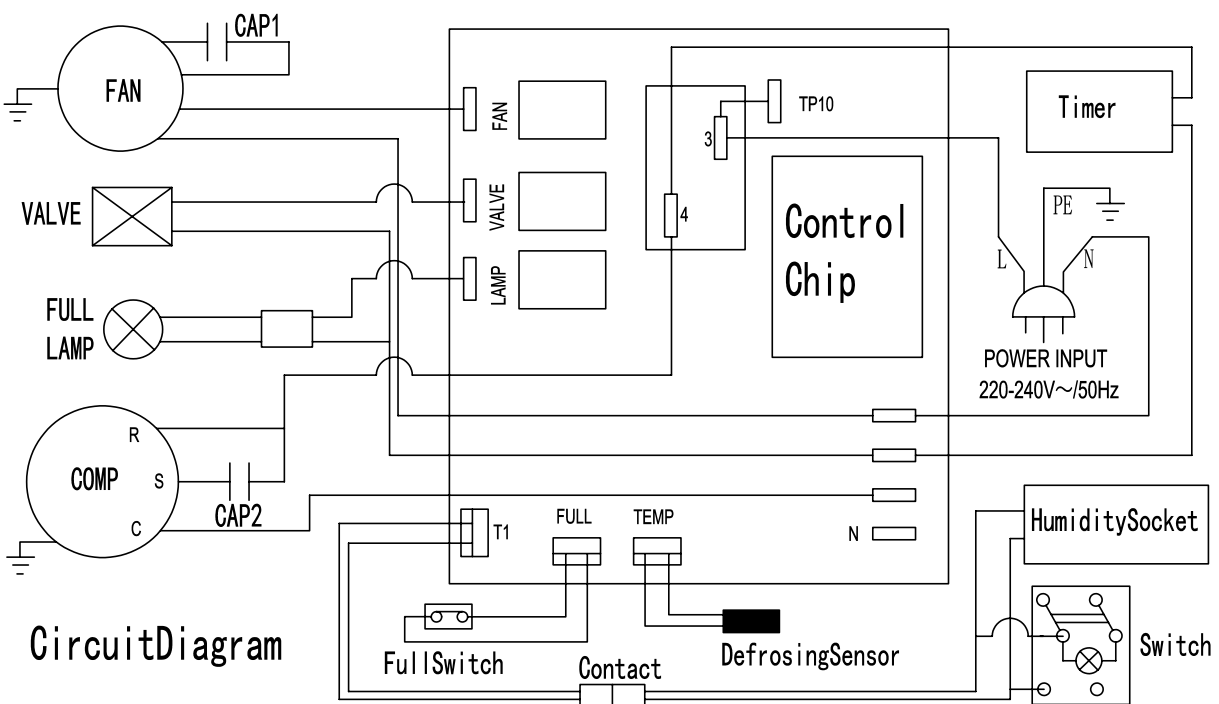 CAP1
FAN
FAN
TP10
3
Timer
VALVE
VALVE
4
Control
Chip
PE
L
N
LAMP
FULL
LAMP
POWER INPUT
220-240V～/50Hz
R
COMP
S
CAP2
C
T1
FULL
TEMP
N
HumiditySocket
CircuitDiagram
FullSwitch
Contact
DefrosingSensor
Switch